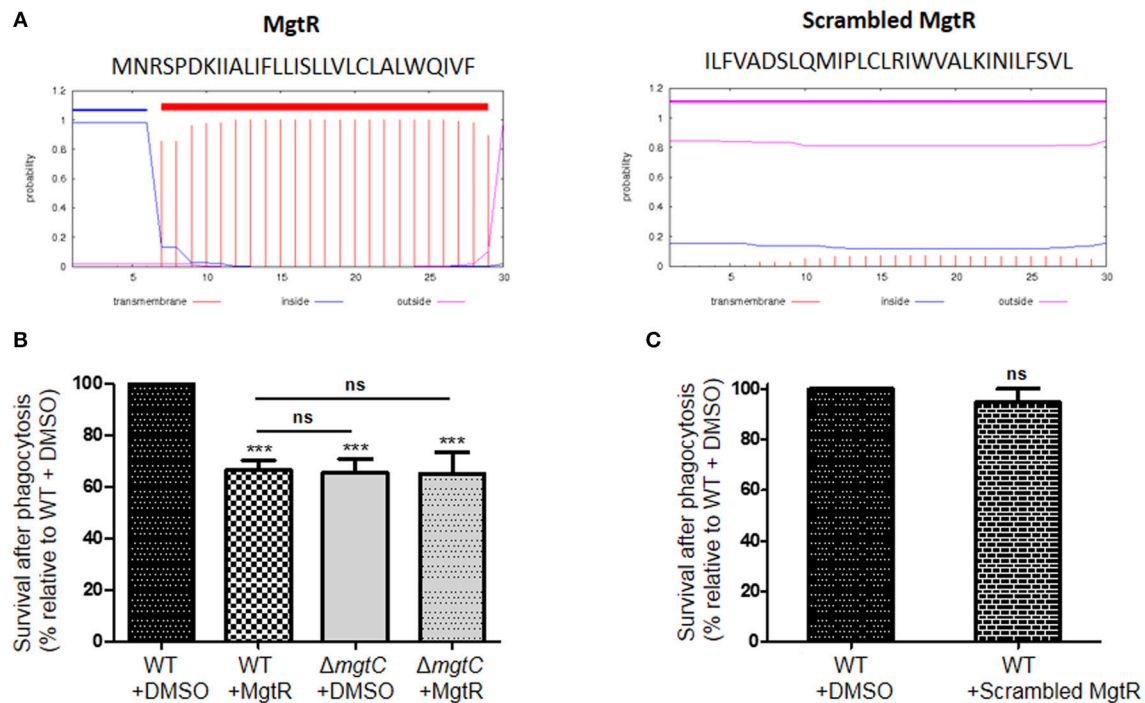 A
MgtR
MNRSPDKIIALIFLLISLLVLCLALWQIVF
1.2
1
0.8
0.6
0.4
0.2
0
probability
5 10 15 20 25 30
transmembrane inside outside
Scrambled MgtR
ILFVADSLQMIPLCLRIWVALKINILFSVL
1.2
1
0.8
0.6
0.4
0.2
0
probability
5 10 15 20 25 30
transmembrane inside outside
B
Survival after phagocytosis
(% relative to WT + DMSO)
100
80
60
40
20
0
ns
ns
*** *** ***
WT WT ΔmgtC ΔmgtC
+DMSO +MgtR +DMSO +MgtR
C
Survival after phagocytosis
(% relative to WT + DMSO)
100
80
60
40
20
0
ns
WT WT
+DMSO +Scrambled MgtR